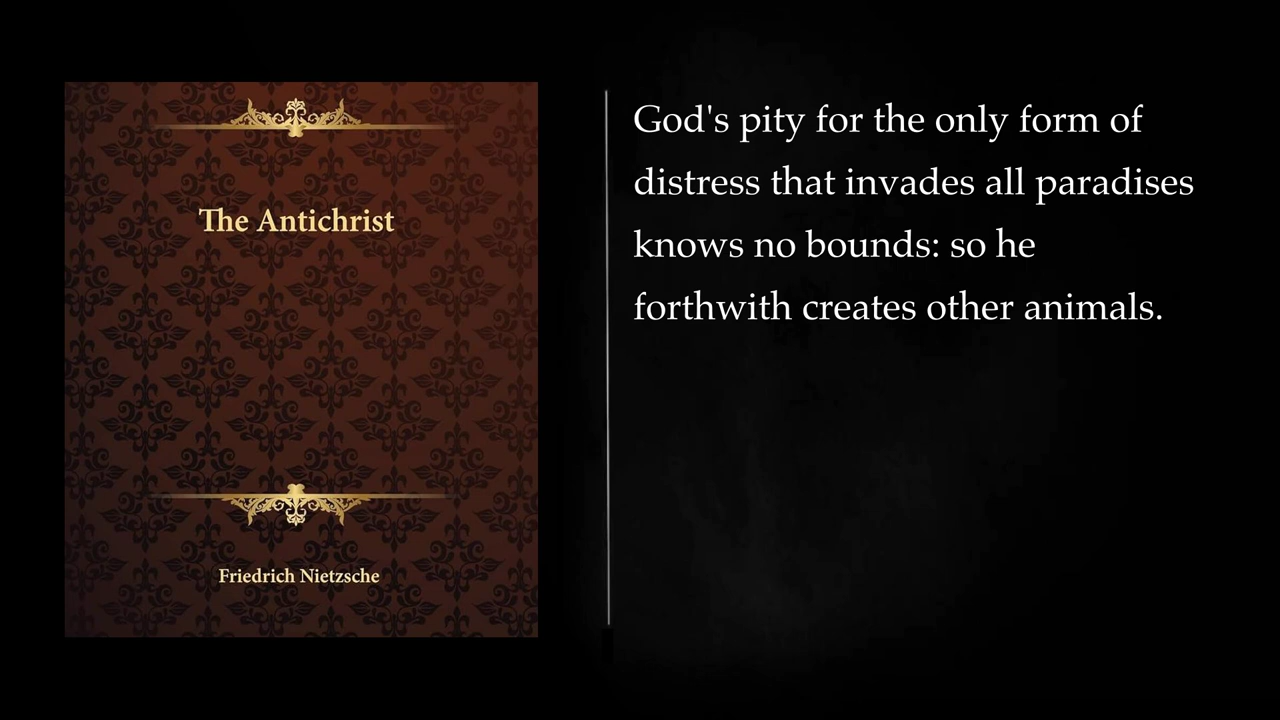 The Antichrist
Friedrich Nietzsche
God's pity for the only form of
distress that invades all paradises
knows no bounds: so he
forthwith creates other animals.